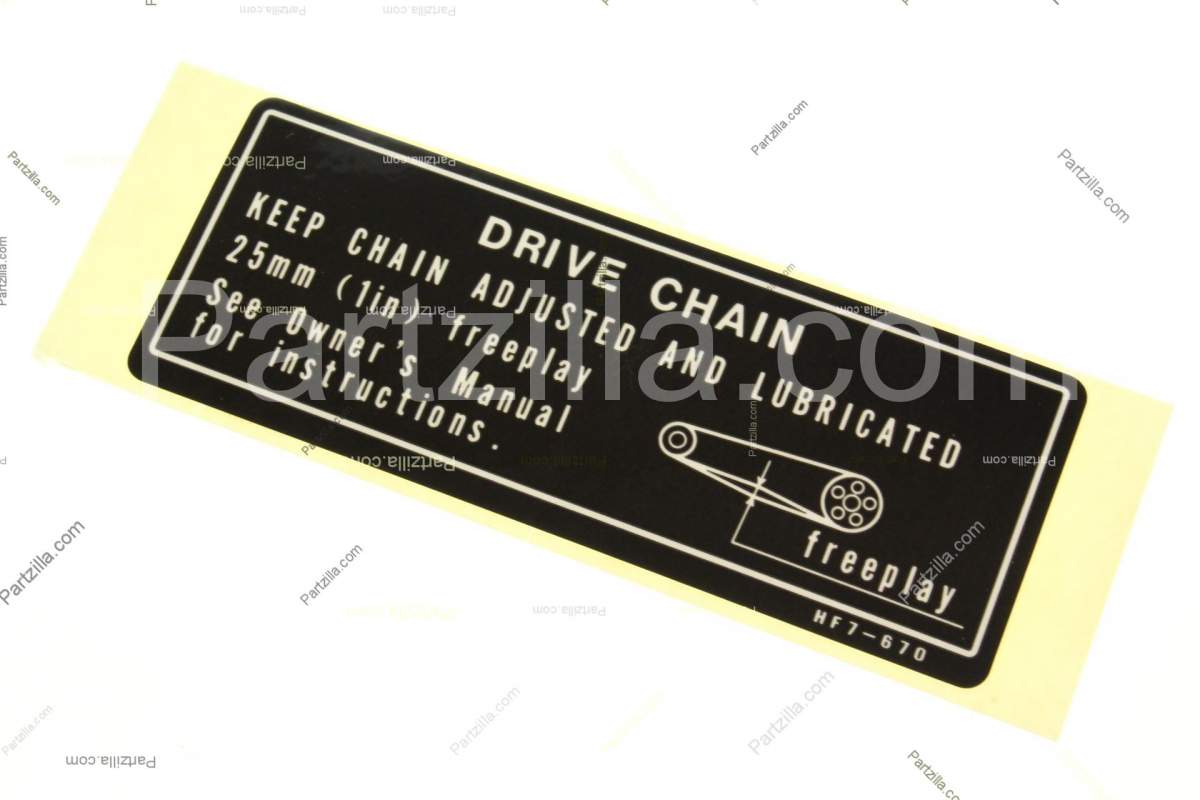 DRIVE CHAIN
KEEP CHAIN ADJUSTED AND LUBRICATED
25mm (1in) freeplay
See Owner's Manual
for instructions.
freeplay
HF7-670
Partzilla.com